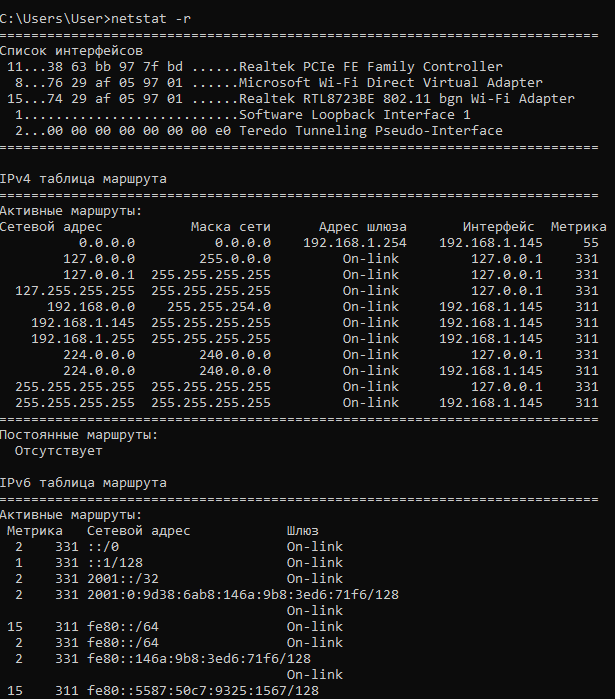 C:\Users\User>netstat -r
===========================================================================
Список интерфейсов
 11...38 63 bb 97 7f bd ......Realtek PCIe FE Family Controller
  8...76 29 af 05 97 01 ......Microsoft Wi-Fi Direct Virtual Adapter
 15...74 29 af 05 97 01 ......Realtek RTL8723BE 802.11 bgn Wi-Fi Adapter
  1...........................Software Loopback Interface 1
  2...00 00 00 00 00 00 00 e0 Teredo Tunneling Pseudo-Interface
===========================================================================
IPv4 таблица маршрута
===========================================================================
Активные маршруты:
Сетевой адрес           Маска сети      Адрес шлюза       Интерфейс  Метрика
          0.0.0.0          0.0.0.0    192.168.1.254    192.168.1.145     55
        127.0.0.0        255.0.0.0         On-link         127.0.0.1    331
        127.0.0.1  255.255.255.255         On-link         127.0.0.1    331
  127.255.255.255  255.255.255.255         On-link         127.0.0.1    331
      192.168.0.0    255.255.254.0         On-link     192.168.1.145    311
    192.168.1.145  255.255.255.255         On-link     192.168.1.145    311
    192.168.1.255  255.255.255.255         On-link     192.168.1.145    311
        224.0.0.0        240.0.0.0         On-link         127.0.0.1    331
        224.0.0.0        240.0.0.0         On-link     192.168.1.145    311
  255.255.255.255  255.255.255.255         On-link         127.0.0.1    331
  255.255.255.255  255.255.255.255         On-link     192.168.1.145    311
===========================================================================
Постоянные маршруты:
  Отсутствует
IPv6 таблица маршрута
===========================================================================
Активные маршруты:
 Метрика   Сетевой адрес            Шлюз
  2    331 ::/0                     On-link
  1    331 ::1/128                  On-link
  2    331 2001::/32                On-link
  2    331 2001:0:9d38:6ab8:146a:9b8:3ed6:71f6/128
                                    On-link
 15    311 fe80::/64                On-link
  2    331 fe80::/64                On-link
  2    331 fe80::146a:9b8:3ed6:71f6/128
                                    On-link
 15    311 fe80::5587:50c7:9325:1567/128